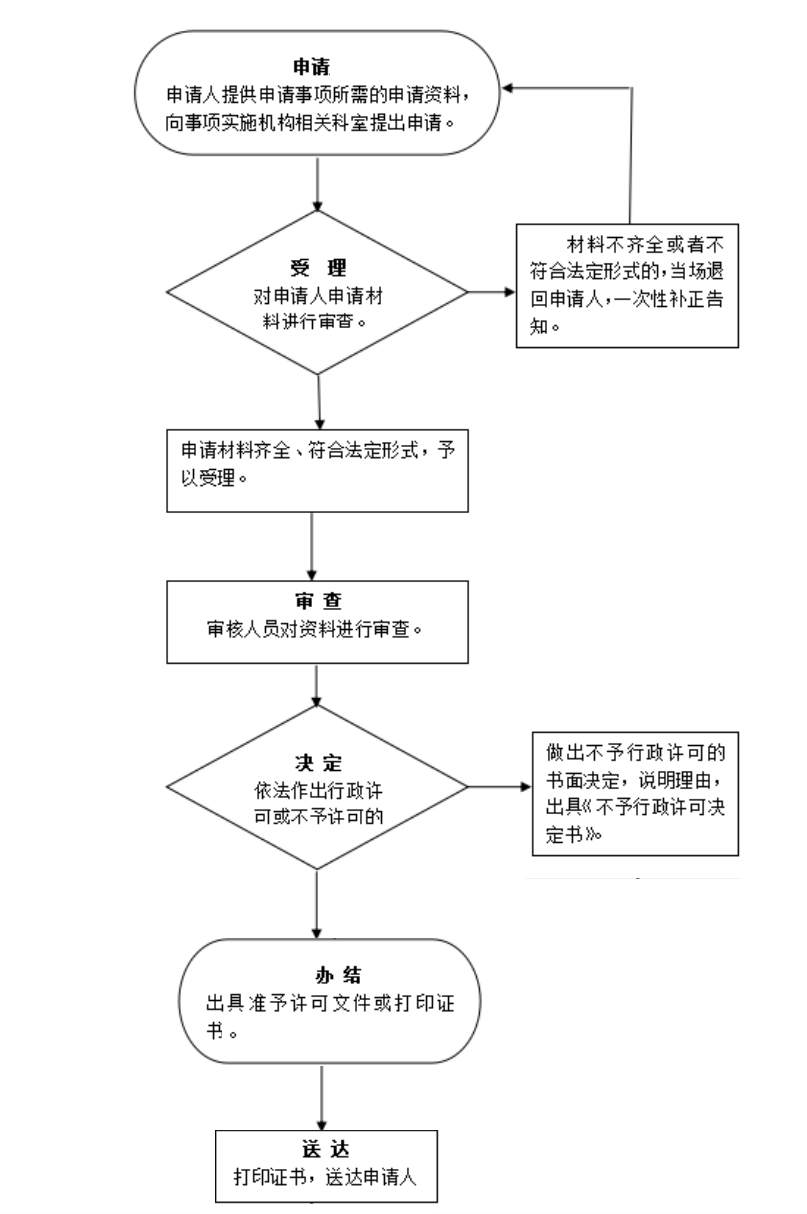 申请
申请人提供申请事项所需的申请资料，
向事项实施机构相关科室提出申请。
受 理
对申请人申请材
料进行审查。
材料不齐全或者不
符合法定形式的，当场退
回申请人，一次性补正告
知。
申请材料齐全、符合法定形式，予
以受理。
审 查
审核人员对资料进行审查。
决 定
依法作出行政许
可或不予许可的
做出不予行政许可的
书面决定，说明理由，
出具《不予行政许可决
定书》。
办 结
出具准予许可文件或打印证
书。
送 达
打印证书，送达申请人